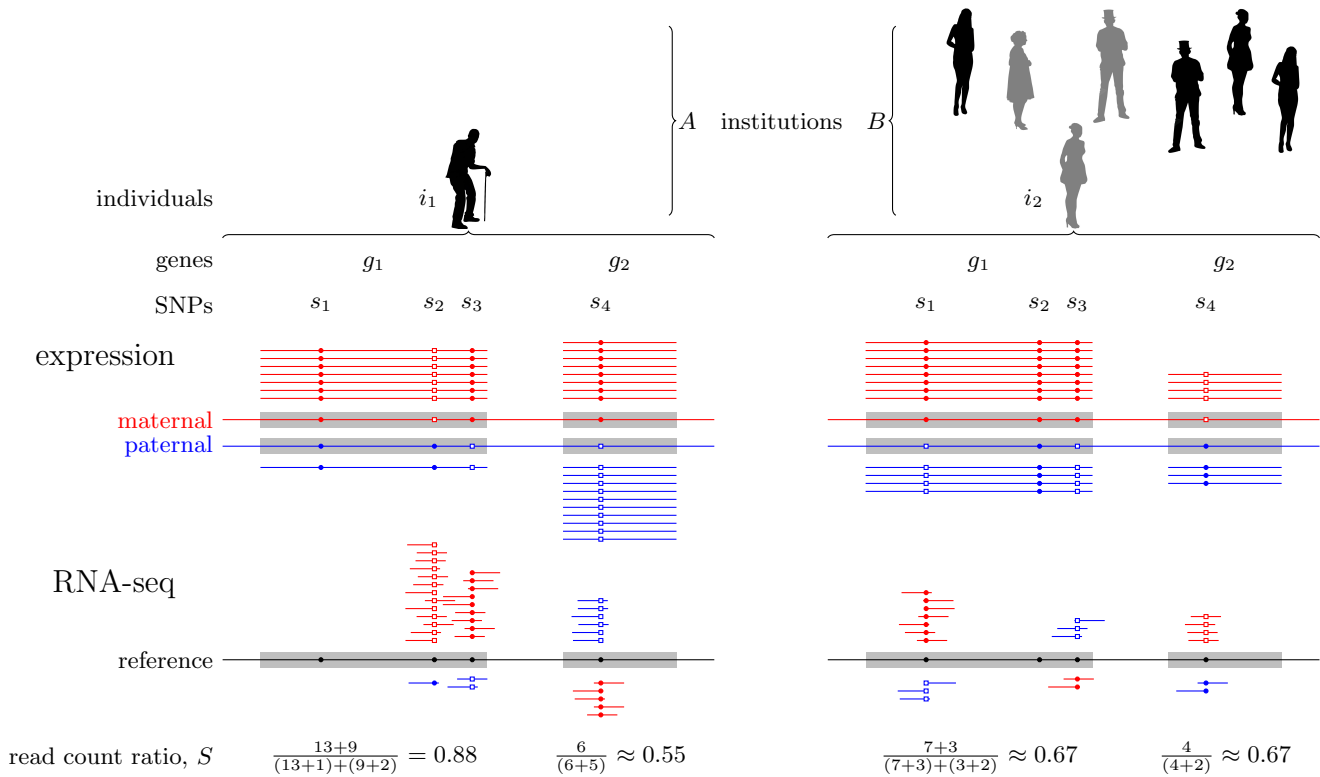 A institutions B
individuals i₁ i₂
genes g₁ g₂ g₁ g₂
SNPs s₁ s₂ s₃ s₄ s₁ s₂ s₃ s₄
expression
maternal
paternal
RNA-seq
reference
read count ratio, S 13+9/(13+1)+(9+2) = 0.88 6/(6+5) ≈ 0.55 7+3/(7+3)+(3+2) ≈ 0.67 4/(4+2) ≈ 0.67